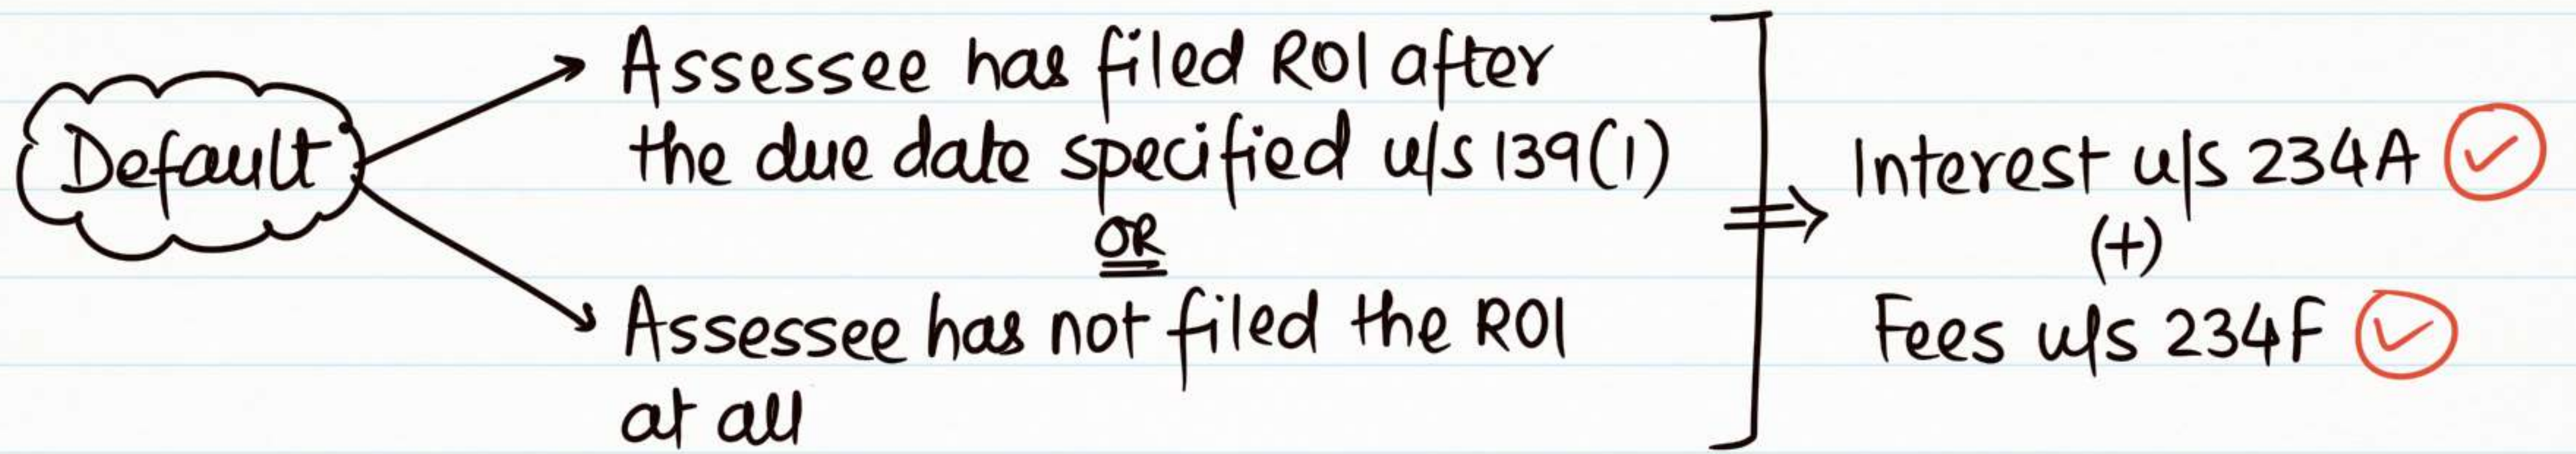 Default
Assessee has filed ROI after
the due date specified u/s 139(1)
OR
Assessee has not filed the ROI
at all
Interest u/s 234A
(+)
Fees u/s 234F